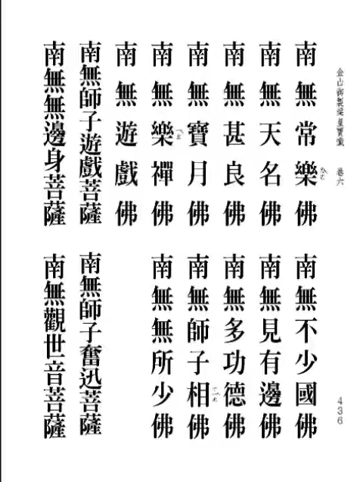 金山御製梁皇寶懺 卷六
436
南無常樂佛 南無不少國佛
南無天名佛 南無見有邊佛
南無甚良佛 南無多功德佛
南無寶月佛 南無師子相佛
南無樂禪佛 南無無所少佛
南無遊戲佛
南無師子遊戲菩薩 南無師子奮迅菩薩
南無無邊身菩薩 南無觀世音菩薩